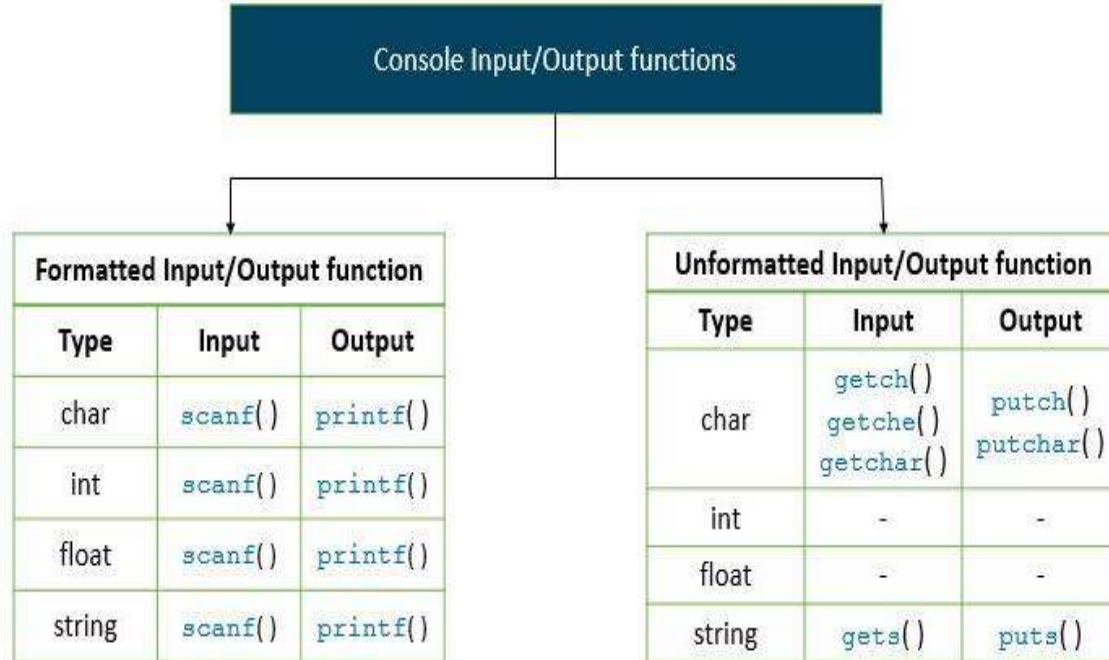 Console Input/Output functions
Formatted Input/Output function
Type Input Output
char scanf() printf()
int scanf() printf()
float scanf() printf()
string scanf() printf()
Unformatted Input/Output function
Type Input Output
char
getch()
getche()
getchar()
putch()
putchar()
int - -
float - -
string gets() puts()